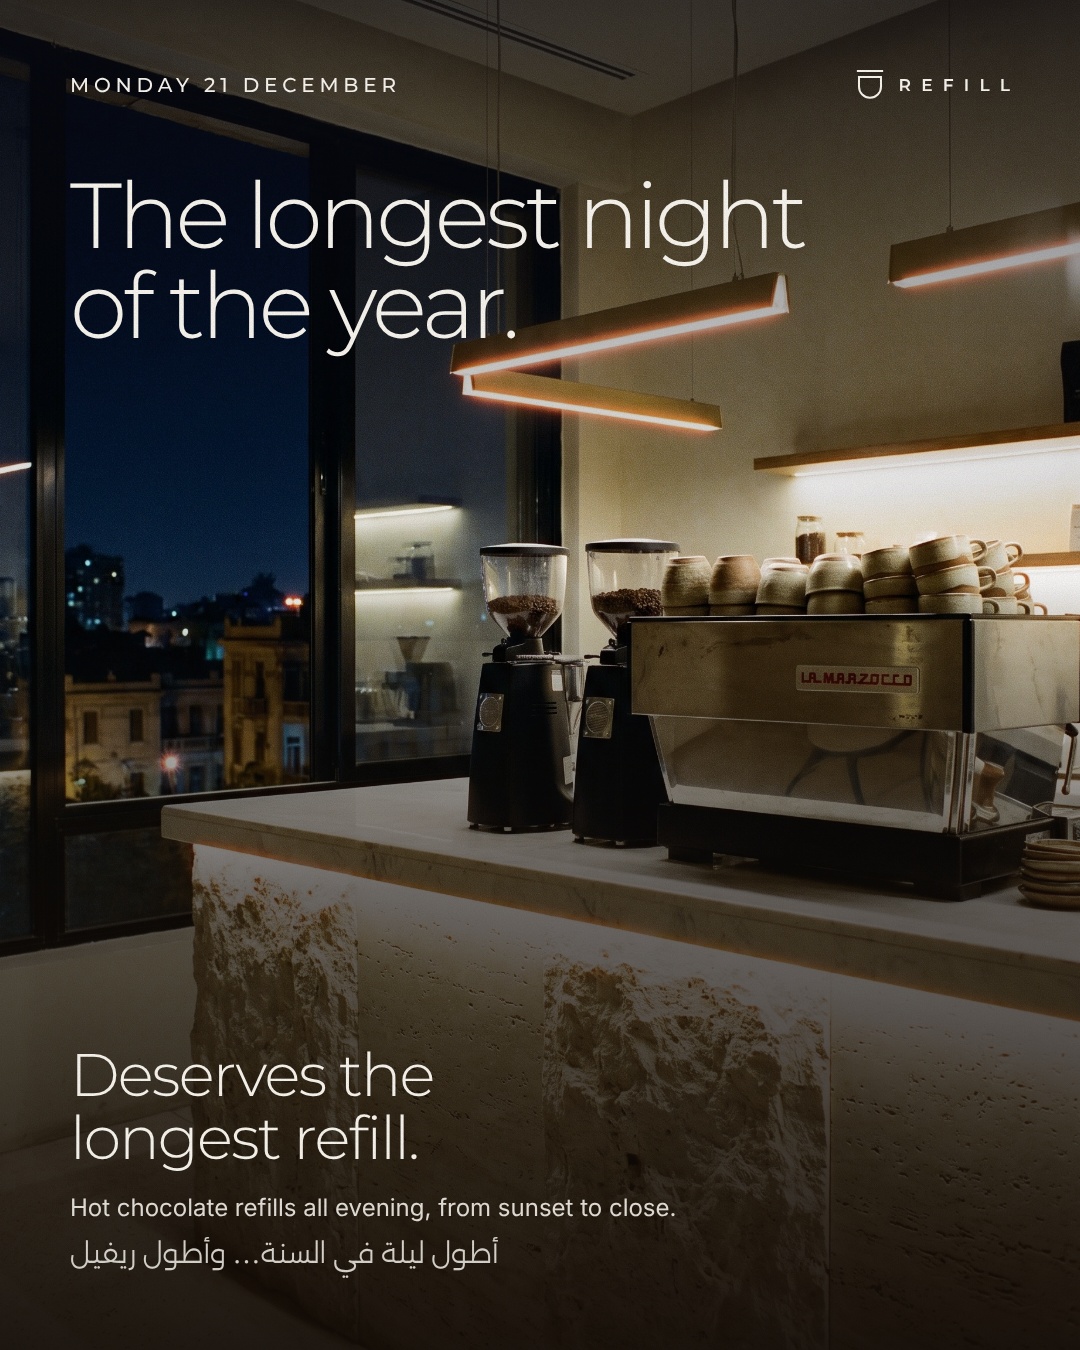 MONDAY 21 DECEMBER
REFILL
The longest night
of the year.
LA MARZOCCO
Deserves the
longest refill.
Hot chocolate refills all evening, from sunset to close.
أطول ليلة في السنة... وأطول ريفيل